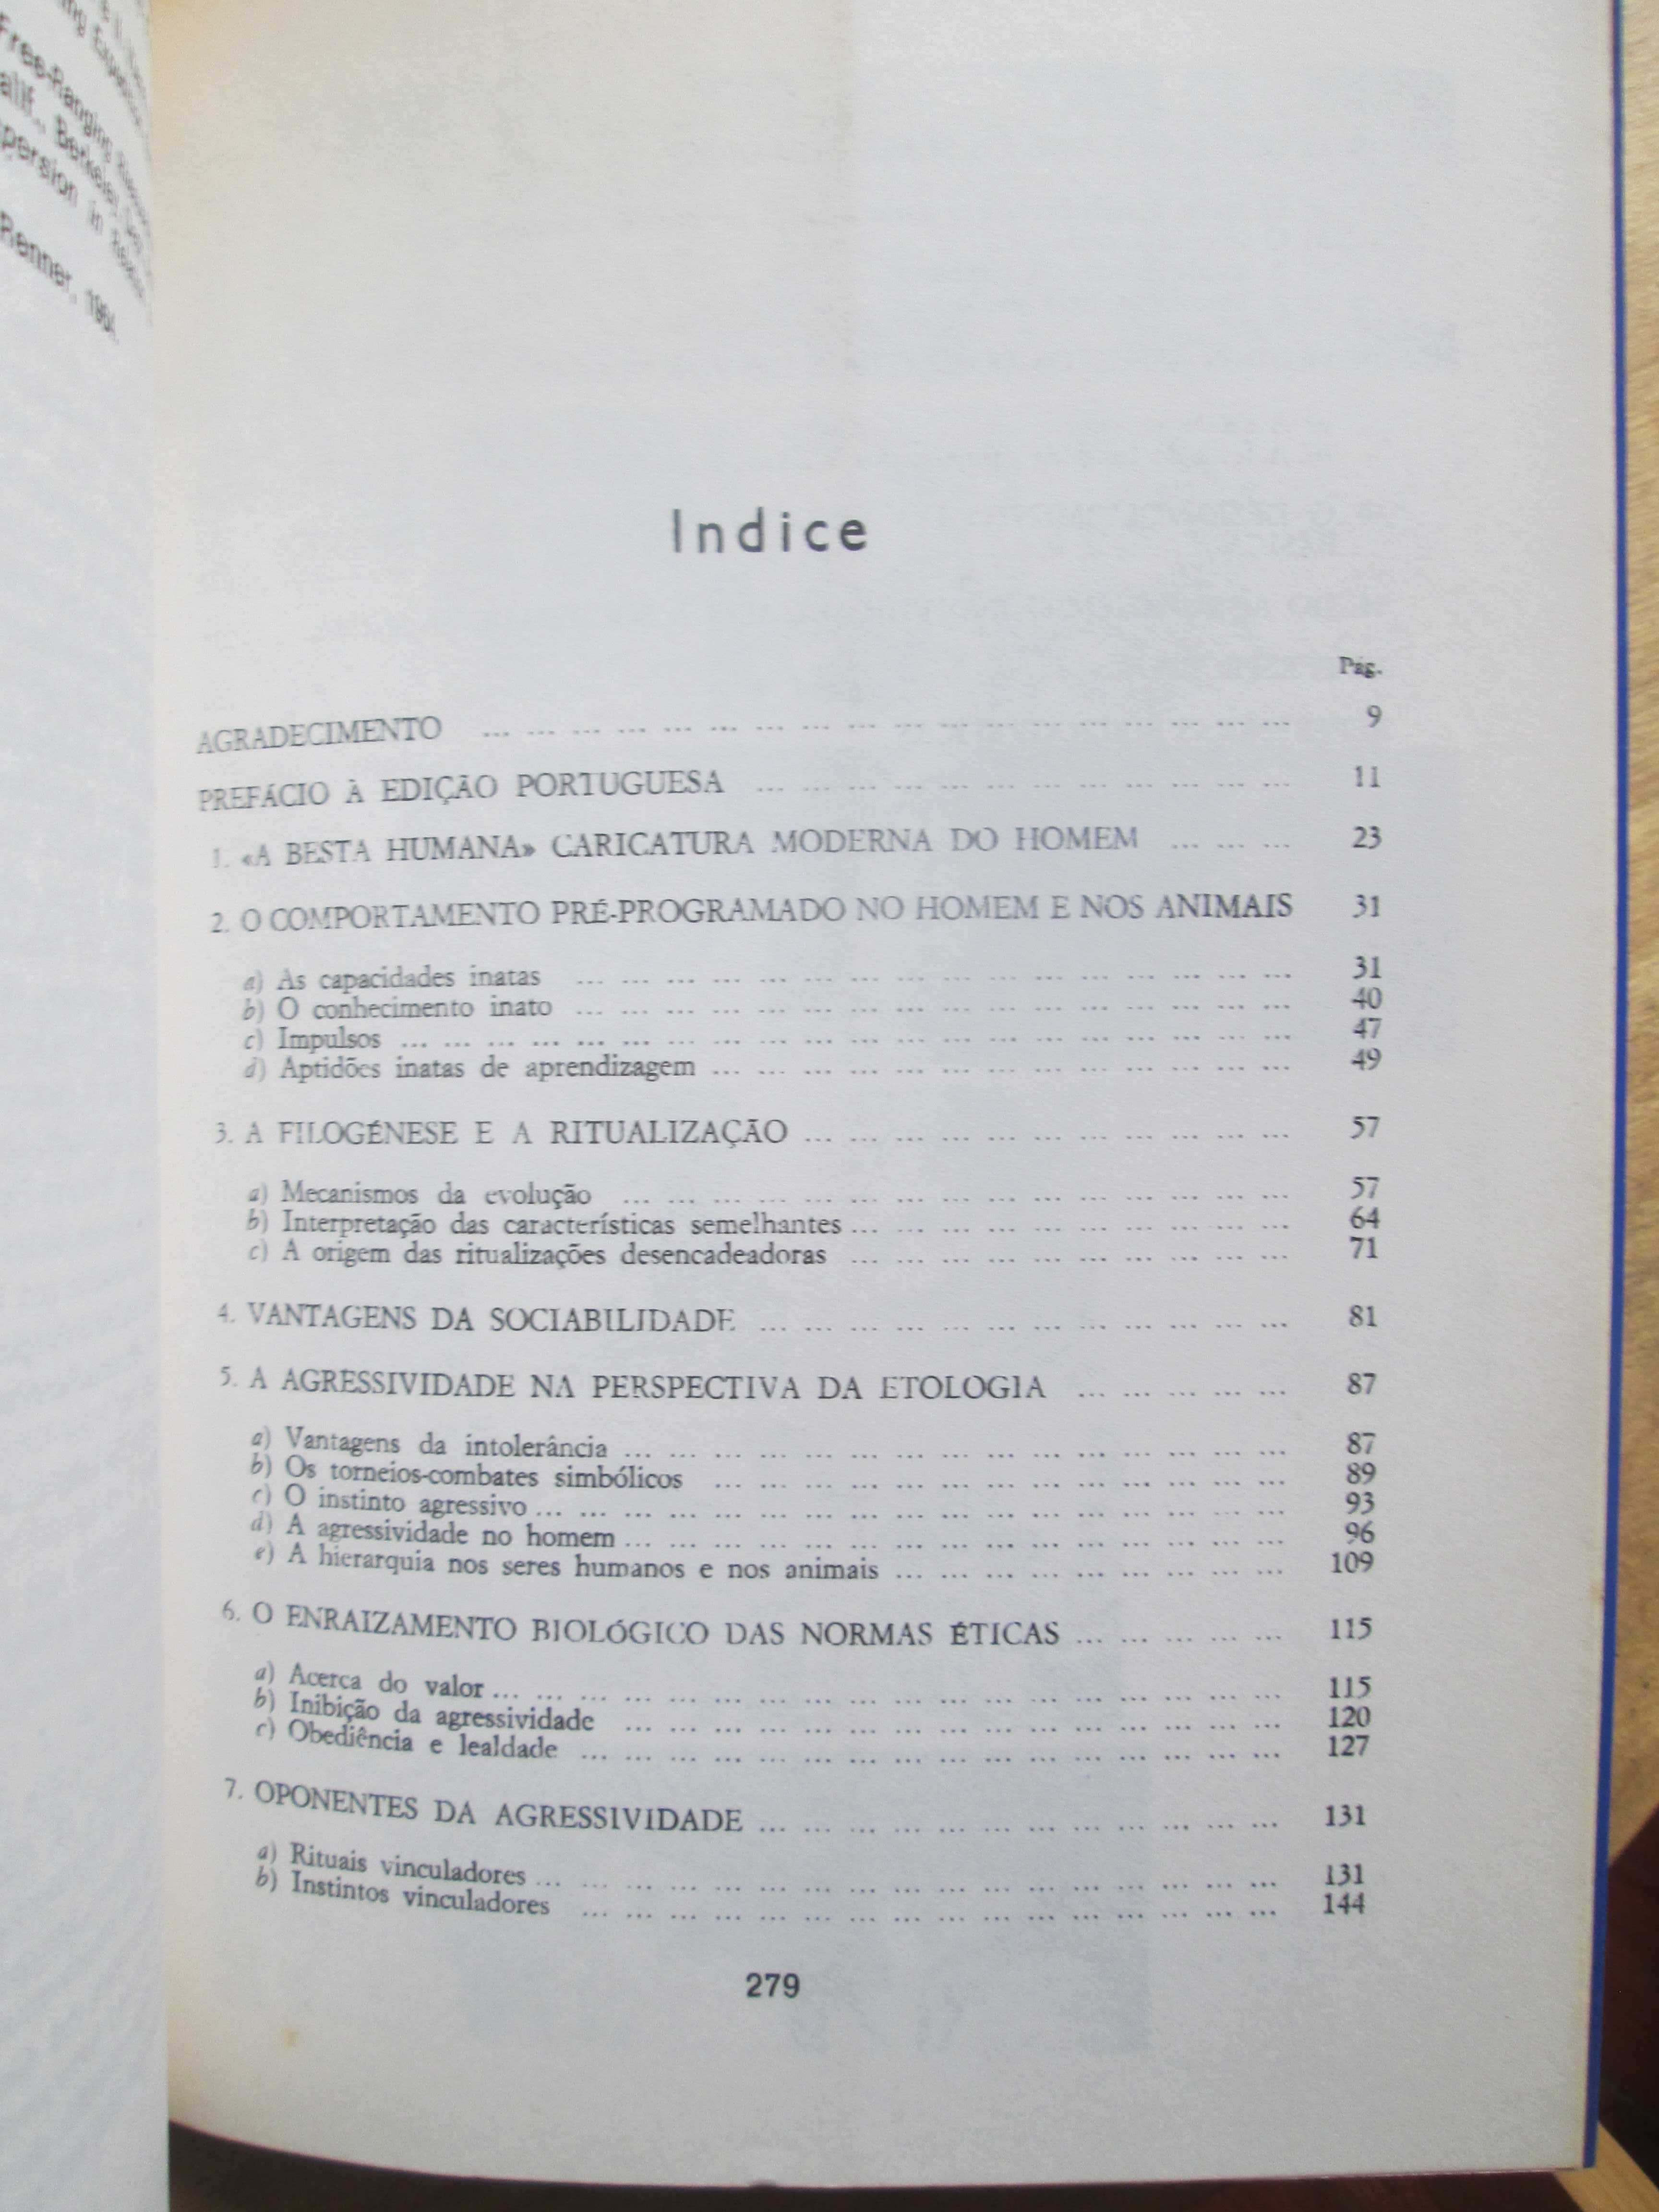 Free-Ranging
Berkeley
persion in
Renner, 
Indice
Pág.
AGRADECIMENTO ... ... ... ... ... ... ... ... ... ... ... ... ... ... ... ... ... ... 9
PREFÁCIO À EDIÇÃO PORTUGUESA ... ... ... ... ... ... ... ... ... ... ... ... 11
1. «A BESTA HUMANA» CARICATURA MODERNA DO HOMEM ... ... ... 23
2. O COMPORTAMENTO PRÉ-PROGRAMADO NO HOMEM E NOS ANIMAIS 31
a) As capacidades inatas ... ... ... ... ... ... ... ... ... ... ... ... ... ... ... ... 31
b) O conhecimento inato ... ... ... ... ... ... ... ... ... ... ... ... ... ... ... ... 40
c) Impulsos ... ... ... ... ... ... ... ... ... ... ... ... ... ... ... ... ... ... ... ... 47
d) Aptidões inatas de aprendizagem ... ... ... ... ... ... ... ... ... ... ... ... ... 49
3. A FILOGÉNESE E A RITUALIZAÇÃO ... ... ... ... ... ... ... ... ... ... ... 57
a) Mecanismos da evolução ... ... ... ... ... ... ... ... ... ... ... ... ... ... ... 57
b) Interpretação das características semelhantes ... ... ... ... ... ... ... ... ... ... 64
c) A origem das ritualizações desencadeadoras ... ... ... ... ... ... ... ... ... ... 71
4. VANTAGENS DA SOCIABILIDADE ... ... ... ... ... ... ... ... ... ... ... ... 81
5. A AGRESSIVIDADE NA PERSPECTIVA DA ETOLOGIA ... ... ... ... ... 87
a) Vantagens da intolerância ... ... ... ... ... ... ... ... ... ... ... ... ... ... ... 87
b) Os torneios-combates simbólicos ... ... ... ... ... ... ... ... ... ... ... ... ... 89
c) O instinto agressivo ... ... ... ... ... ... ... ... ... ... ... ... ... ... ... ... ... 93
d) A agressividade no homem ... ... ... ... ... ... ... ... ... ... ... ... ... ... ... 96
e) A hierarquia nos seres humanos e nos animais ... ... ... ... ... ... ... ... ... 109
6. O ENRAIZAMENTO BIOLÓGICO DAS NORMAS ÉTICAS ... ... ... ... ... 115
a) Acerca do valor ... ... ... ... ... ... ... ... ... ... ... ... ... ... ... ... ... ... 115
b) Inibição da agressividade ... ... ... ... ... ... ... ... ... ... ... ... ... ... ... 120
c) Obediência e lealdade ... ... ... ... ... ... ... ... ... ... ... ... ... ... ... ... 127
7. OPONENTES DA AGRESSIVIDADE ... ... ... ... ... ... ... ... ... ... ... ... 131
a) Rituais vinculadores ... ... ... ... ... ... ... ... ... ... ... ... ... ... ... ... ... 131
b) Instintos vinculadores ... ... ... ... ... ... ... ... ... ... ... ... ... ... ... ... 144
279